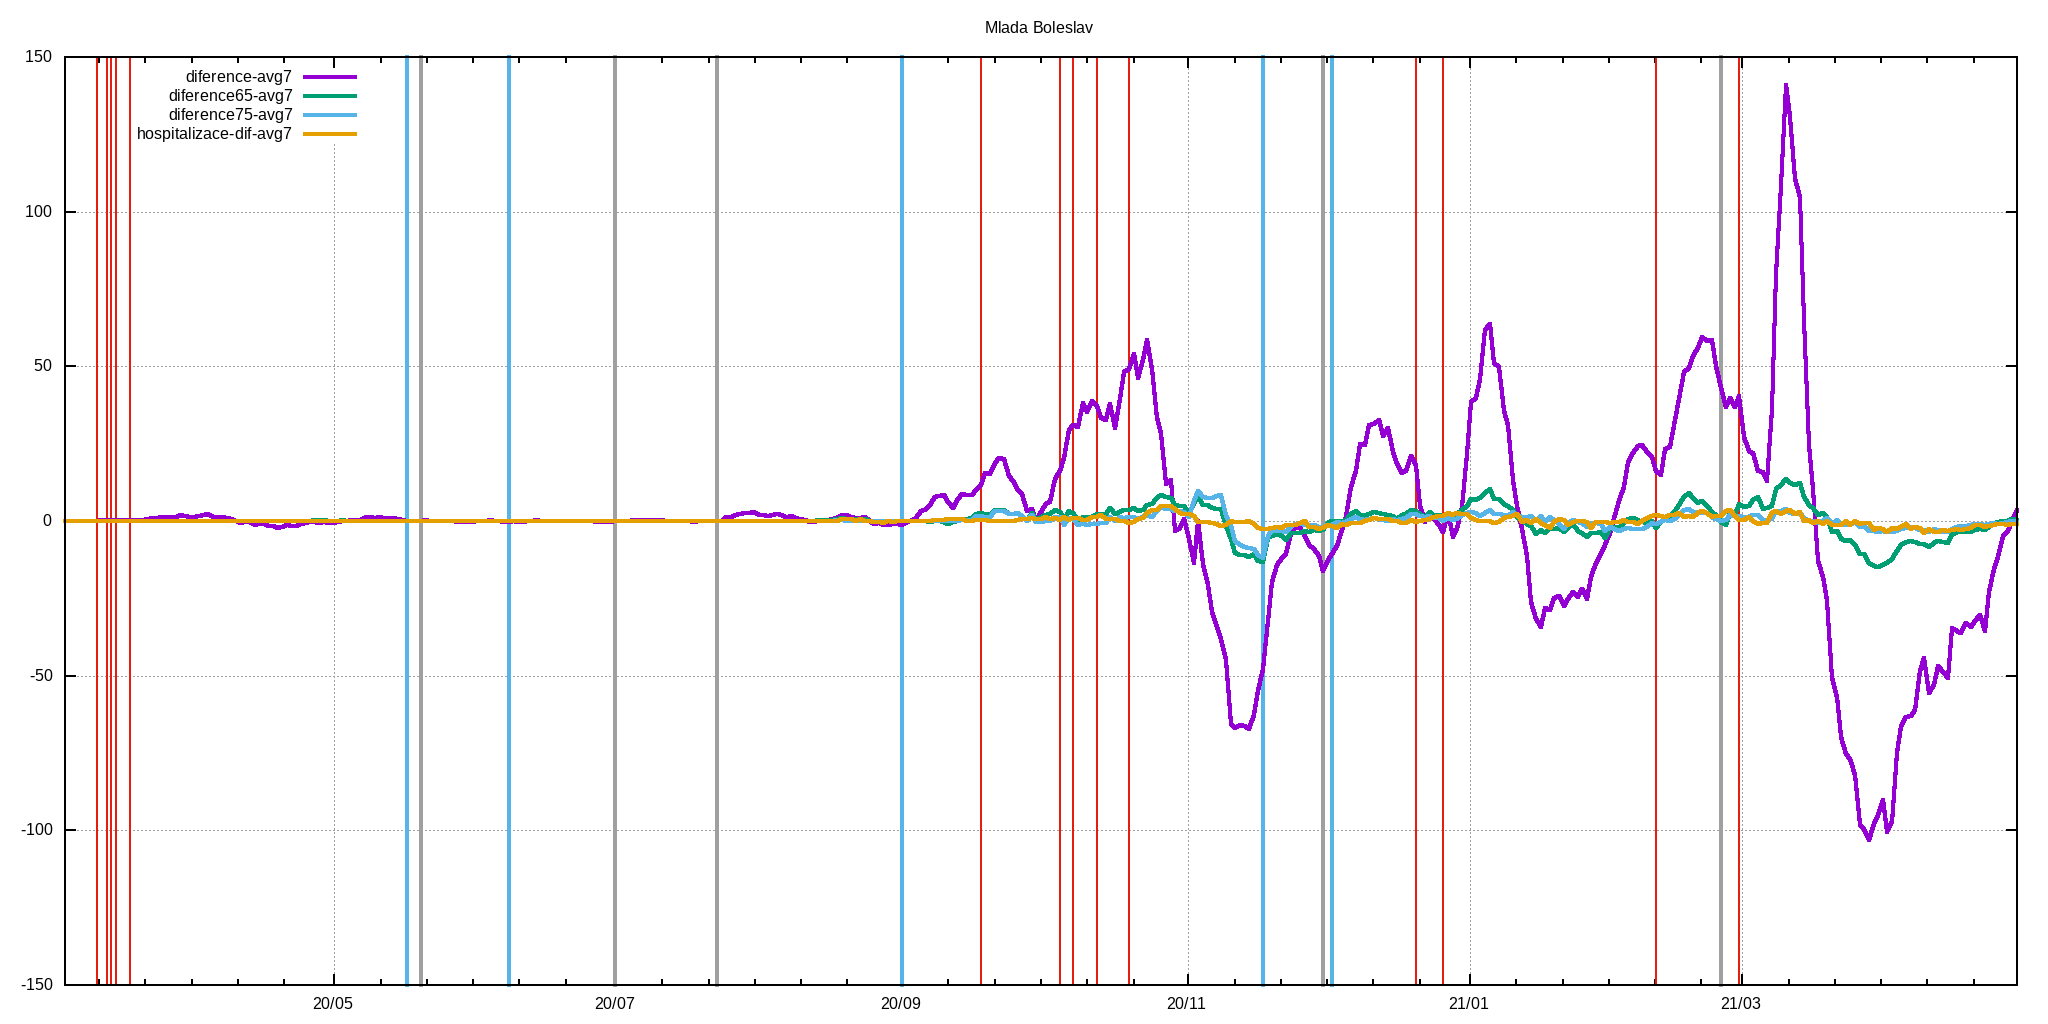 Mlada Boleslav
150
diference-avg7
diference65-avg7
diference75-avg7
hospitalizace-dif-avg7
100
50
0
-50
-100
-150
20/05 20/07 20/09 20/11 21/01 21/03